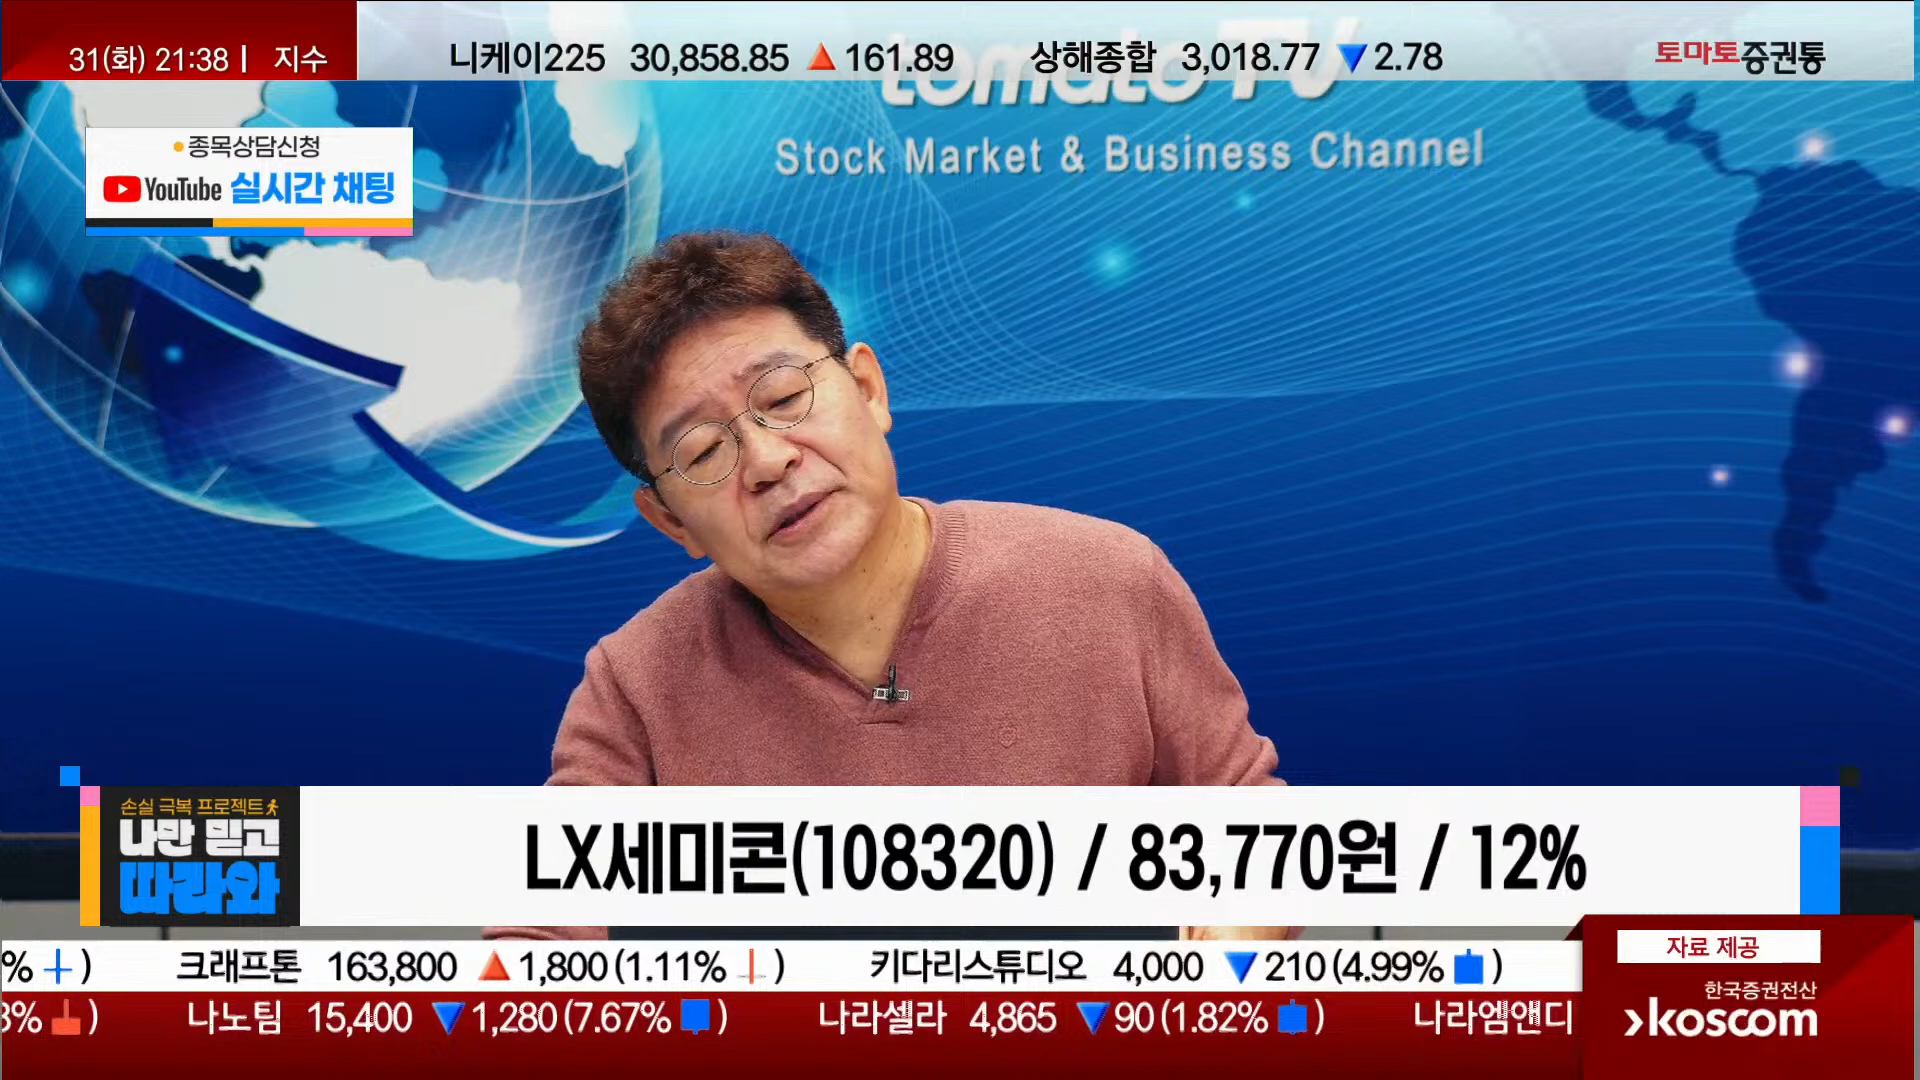 31(화) 21:38 | 지수 니케이225 30,858.85 ▲161.89 상해종합 3,018.77 ▼2.78 토마토증권통
tomato TV
Stock Market & Business Channel
종목상담신청
YouTube 실시간 채팅
손실 극복 프로젝트
나만 믿고
따라와
LX세미콘(108320) / 83,770원 / 12%
% ) 크래프톤 163,800 ▲1,800(1.11% ) 키다리스튜디오 4,000 ▼210(4.99% )
8% ) 나노팀 15,400 ▼1,280(7.67% ) 나라셀라 4,865 ▼90(1.82% ) 나라엠앤디
자료 제공
한국증권전산
koscom